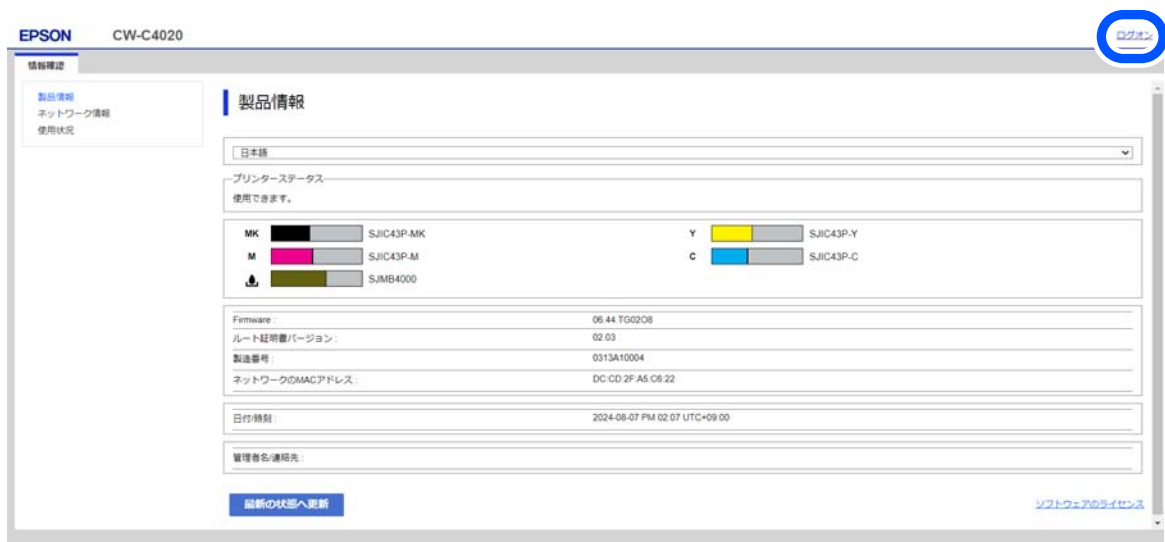 EPSON CW-C4020 ログオン
情報確認
製品情報
ネットワーク情報
使用状況
製品情報
日本語
プリンターステータス
使用できます。
MK SJIC43P-MK Y SJIC43P-Y
M SJIC43P-M C SJIC43P-C
SJMB4000
Firmware : 06.44.TG02O8
ルート証明書バージョン : 02.03
製造番号 : 0313A10004
ネットワークのMACアドレス : DC:CD:2F:A5:C6:22
日付/時刻 : 2024-08-07 PM 02:07 UTC+09:00
管理者名/連絡先 :
最新の状態へ更新 ソフトウェアのライセンス